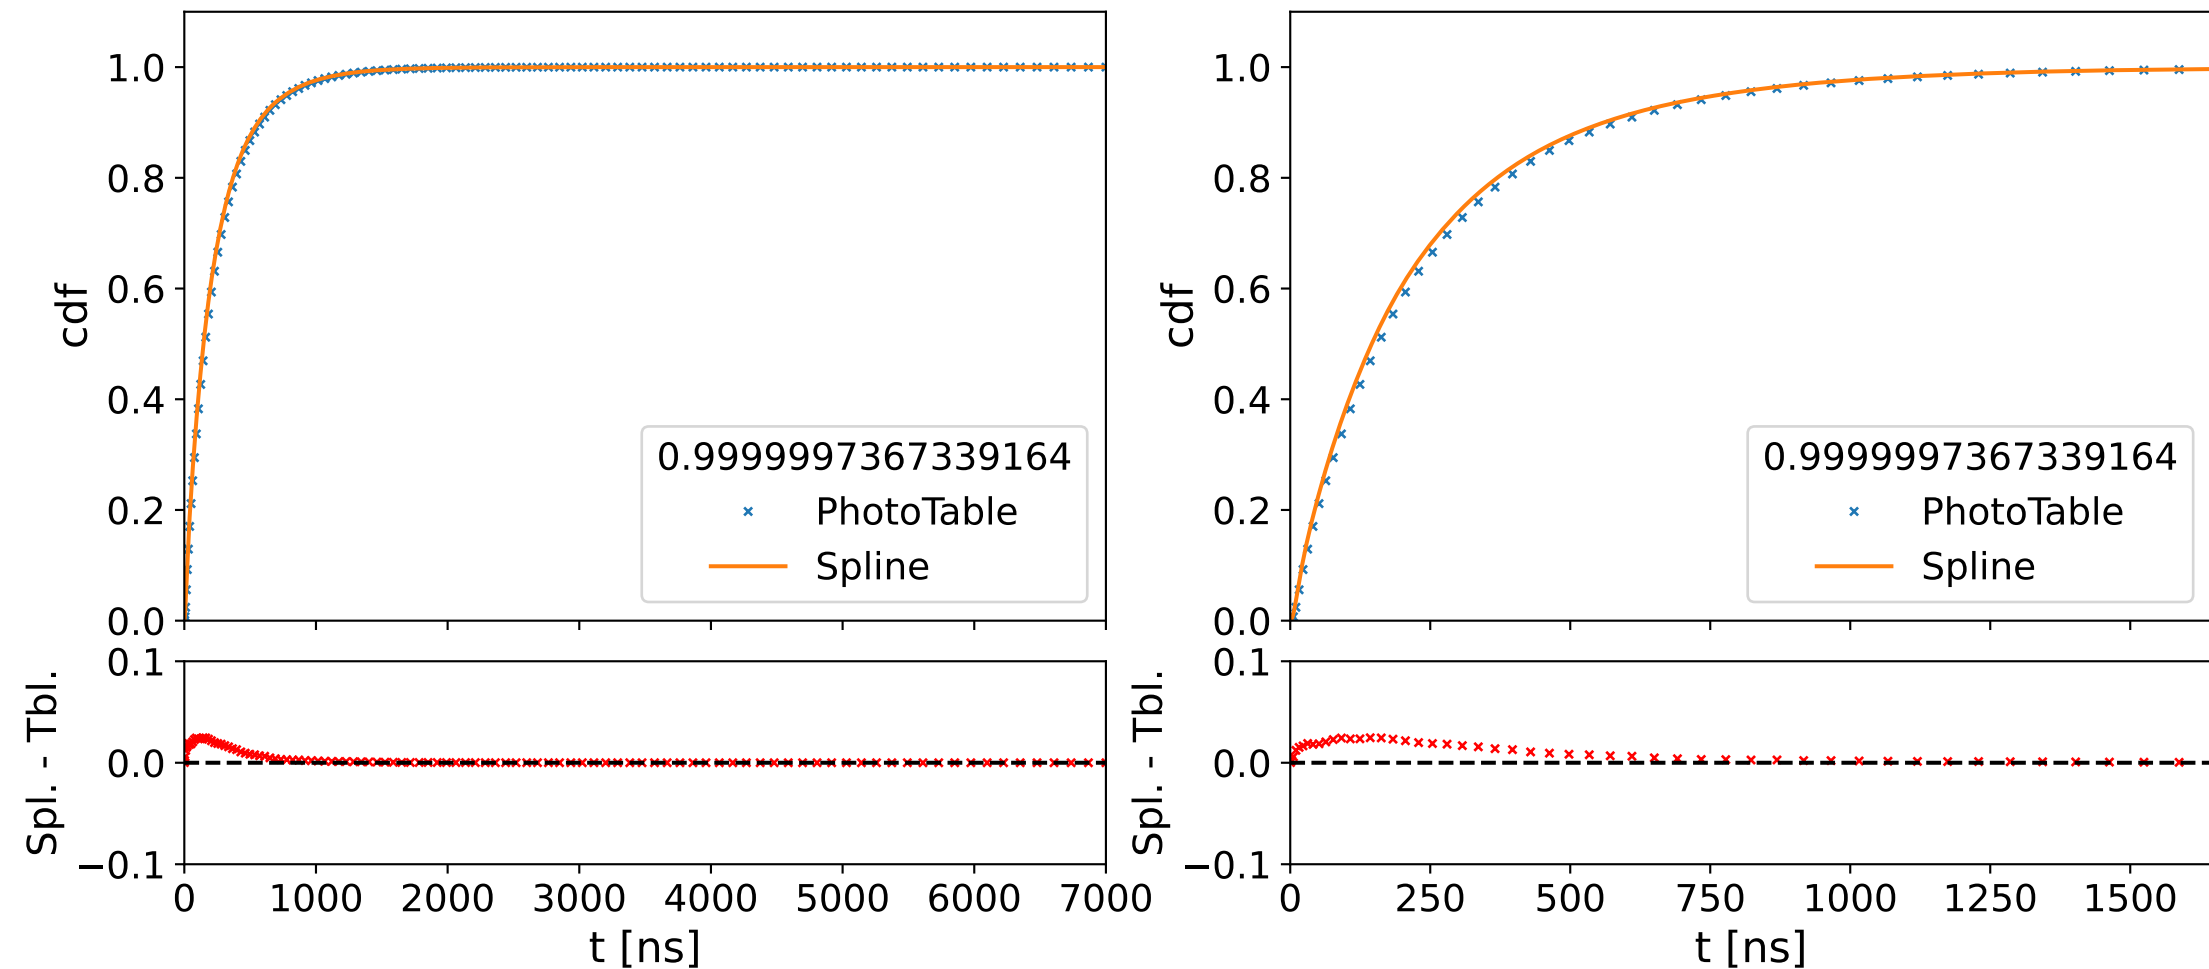 1.0
0.8
0.6
0.4
0.2
0.0
cdf
0.9999997367339164
PhotoTable
Spline
0.1
0.0
−0.1
Spl. - Tbl.
0 1000 2000 3000 4000 5000 6000 7000
t [ns]
1.0
0.8
0.6
0.4
0.2
0.0
cdf
0.9999997367339164
PhotoTable
Spline
0.1
0.0
−0.1
Spl. - Tbl.
0 250 500 750 1000 1250 1500
t [ns]